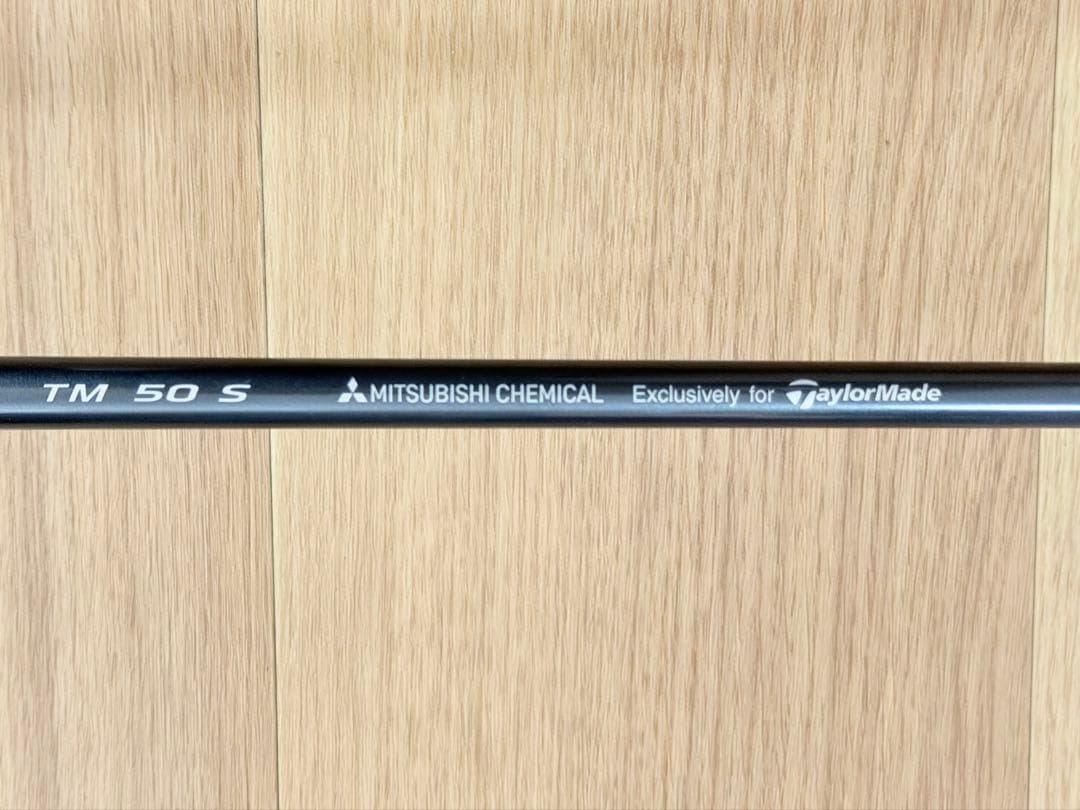 TM 50 S MITSUBISHI CHEMICAL Exclusively for TaylorMade